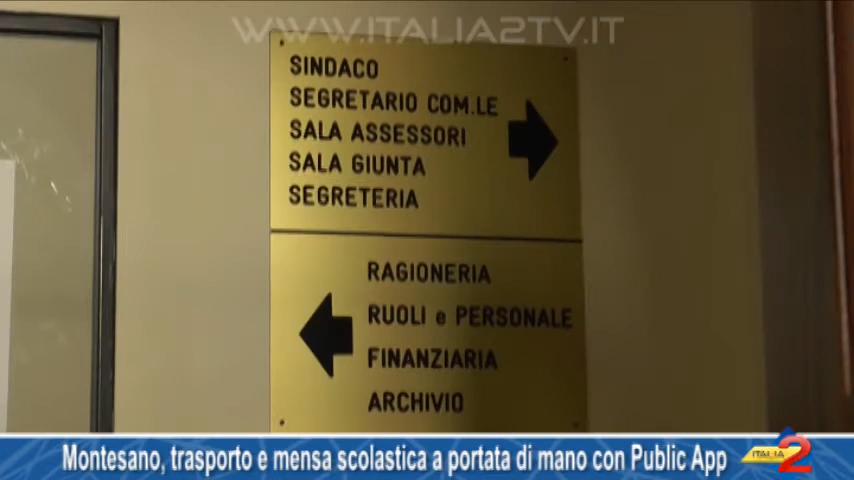 WWW.ITALIA2TV.IT
SINDACO
SEGRETARIO COM.LE
SALA ASSESSORI
SALA GIUNTA
SEGRETERIA
RAGIONERIA
RUOLI e PERSONALE
FINANZIARIA
ARCHIVIO
Montesano, trasporto e mensa scolastica a portata di mano con Public App
ITALIA 2